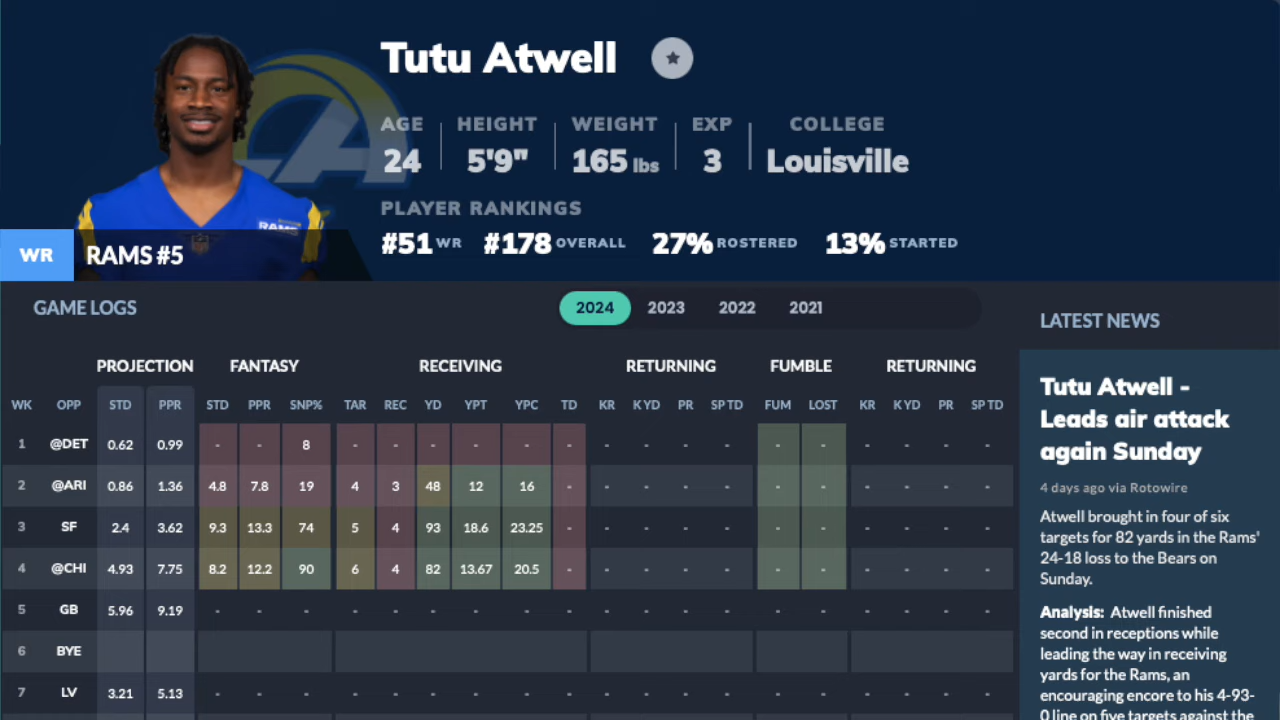 Tutu Atwell
AGE HEIGHT WEIGHT EXP COLLEGE
24 5'9" 165 lbs 3 Louisville
PLAYER RANKINGS
#51 WR #178 OVERALL 27% ROSTERED 13% STARTED
RAMS
WR RAMS #5
GAME LOGS 2024 2023 2022 2021
LATEST NEWS
PROJECTION FANTASY RECEIVING RETURNING FUMBLE RETURNING
WK OPP STD PPR STD PPR SNP% TAR REC YD YPT YPC TD KR K YD PR SP TD FUM LOST KR K YD PR SP TD
1 @DET 0.62 0.99 - - 8 - - - - - - - - - - - - - - - -
2 @ARI 0.86 1.36 4.8 7.8 19 4 3 48 12 16 - - - - - - - - - - -
3 SF 2.4 3.62 9.3 13.3 74 5 4 93 18.6 23.25 - - - - - - - - - - -
4 @CHI 4.93 7.75 8.2 12.2 90 6 4 82 13.67 20.5 - - - - - - - - - - -
5 GB 5.96 9.19 - - - - - - - - - - - - - - - - - - -
6 BYE
7 LV 3.21 5.13 - - - - - - - - - - - - - - - - - - -
Tutu Atwell -
Leads air attack
again Sunday
4 days ago via Rotowire
Atwell brought in four of six
targets for 82 yards in the Rams'
24-18 loss to the Bears on
Sunday.
Analysis: Atwell finished
second in receptions while
leading the way in receiving
yards for the Rams, an
encouraging encore to his 4-93-
0 line on five targets against the